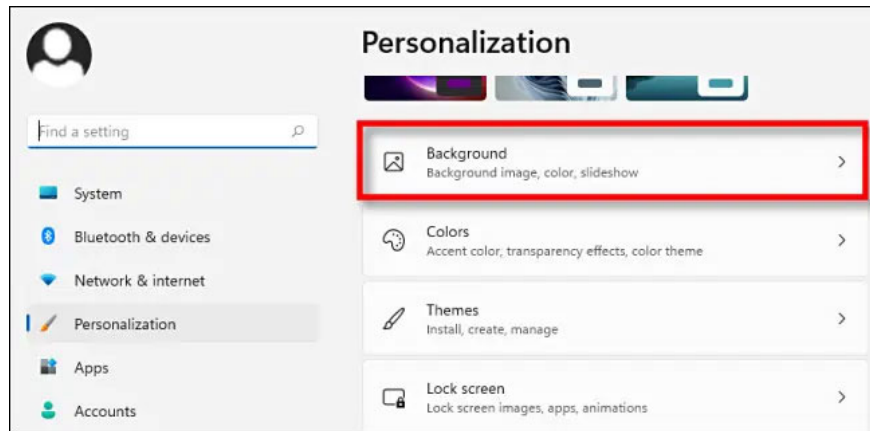 Personalization
Find a setting
System
Bluetooth & devices
Network & internet
Personalization
Apps
Accounts
Background
Background image, color, slideshow
Colors
Accent color, transparency effects, color theme
Themes
Install, create, manage
Lock screen
Lock screen images, apps, animations